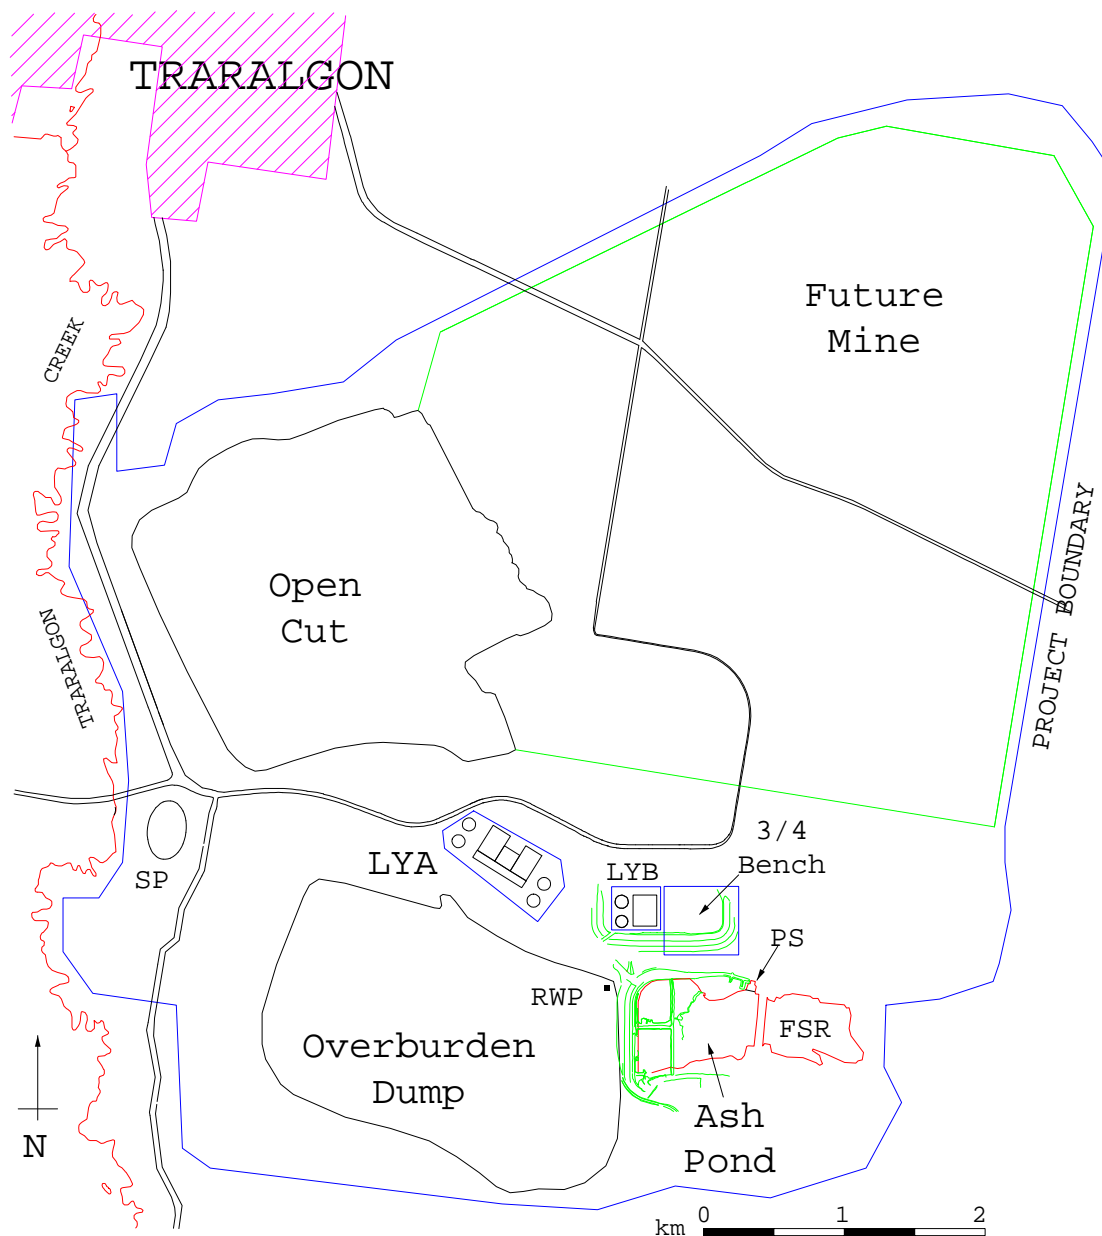 TRARALGON
Future
Mine
CREEK
PROJECT BOUNDARY
Open
Cut
TRARALGON
3/4
Bench
LYA
LYB
SP
PS
RWP
FSR
Overburden
Dump
Ash
Pond
N
km 0 1 2